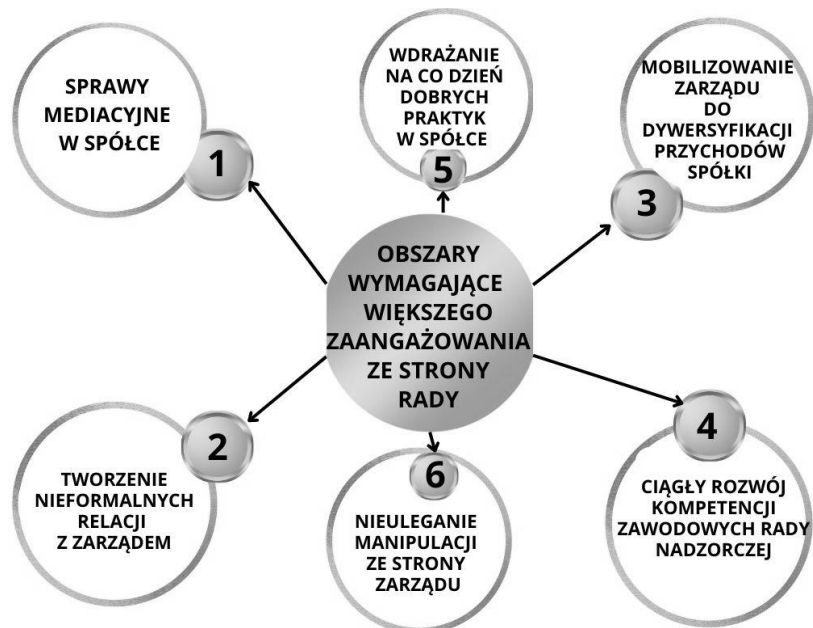 SPRAWY
MEDIACYJNE
W SPÓŁCE
1
WDRAŻANIE
NA CO DZIEŃ
DOBRYCH
PRAKTYK
W SPÓŁCE
5
MOBILIZOWANIE
ZARZĄDU
DO
DYWERSYFIKACJI
PRZYCHODÓW
SPÓŁKI
3
OBSZARY
WYMAGAJĄCE
WIĘKSZEGO
ZAANGAŻOWANIA
ZE STRONY
RADY
2
TWORZENIE
NIEFORMALNYCH
RELACJI
Z ZARZĄDEM
6
NIEULEGANIE
MANIPULACJI
ZE STRONY
ZARZĄDU
4
CIĄGŁY ROZWÓJ
KOMPETENCJI
ZAWODOWYCH RADY
NADZORCZEJ